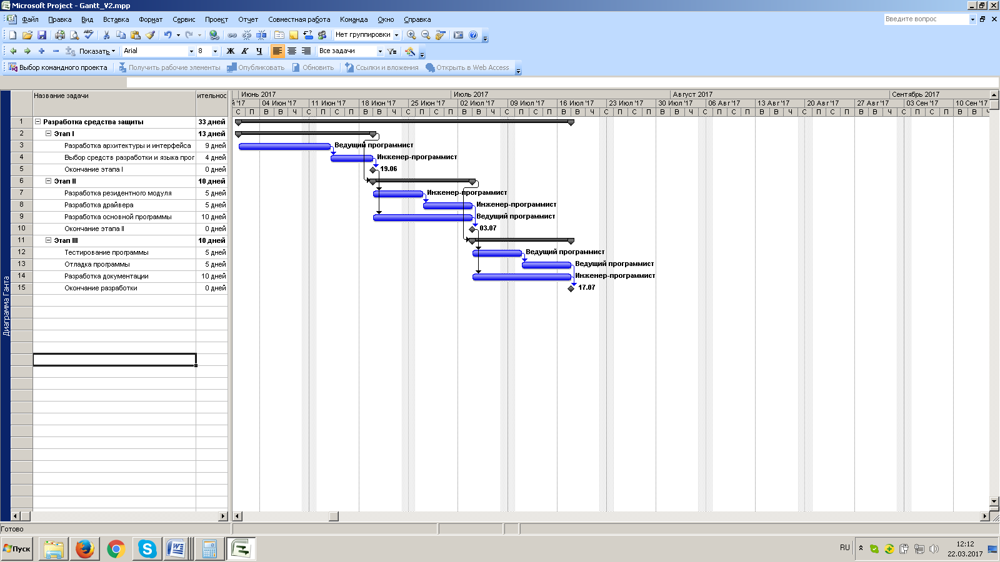 Microsoft Project - Gantt_V2.mpp
Файл Правка Вид Вставка Формат Сервис Проект Отчет Совместная работа Команда Окно Справка
Введите вопрос
Нет группировки
Показать Arial 8 Ж К Ч Все задачи
Выбор командного проекта Получить рабочие элементы Опубликовать Обновить Ссылки и вложения Открыть в Web Access
Название задачи ительнос
Июнь 2017 Июль 2017 Август 2017 Сентябрь 2017
й '17 04 Июн '17 11 Июн '17 18 Июн '17 25 Июн '17 02 Июл '17 09 Июл '17 16 Июл '17 23 Июл '17 30 Июл '17 06 Авг '17 13 Авг '17 20 Авг '17 27 Авг '17 03 Сен '17 10 Сен '17
С П В В Ч С П С П В В Ч С П С П В В Ч С П С П В В Ч С П С П В В Ч С П С П В В Ч С П С П В В Ч С П С П В В Ч
1 Разработка средства защиты 33 дней
2 Этап I 13 дней
3 Разработка архитектуры и интерфейса 9 дней Ведущий программист
4 Выбор средств разработки и языка прог 4 дней Инженер-программист
5 Окончание этапа I 0 дней 19.06
6 Этап II 10 дней
7 Разработка резидентного модуля 5 дней Инженер-программист
8 Разработка драйвера 5 дней Инженер-программист
9 Разработка основной программы 10 дней Ведущий программист
10 Окончание этапа II 0 дней 03.07
11 Этап III 10 дней
12 Тестирование программы 5 дней Ведущий программист
13 Отладка программы 5 дней Ведущий программист
14 Разработка документации 10 дней Инженер-программист
15 Окончание разработки 0 дней 17.07
Диаграмма Ганта
Готово
Пуск
RU
12:12
22.03.2017